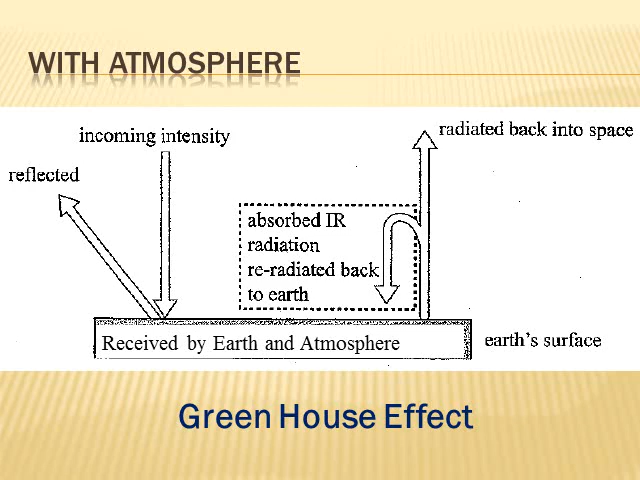 WITH ATMOSPHERE
incoming intensity
radiated back into space
reflected
absorbed IR
radiation
re-radiated back
to earth
Received by Earth and Atmosphere
earth's surface
Green House Effect